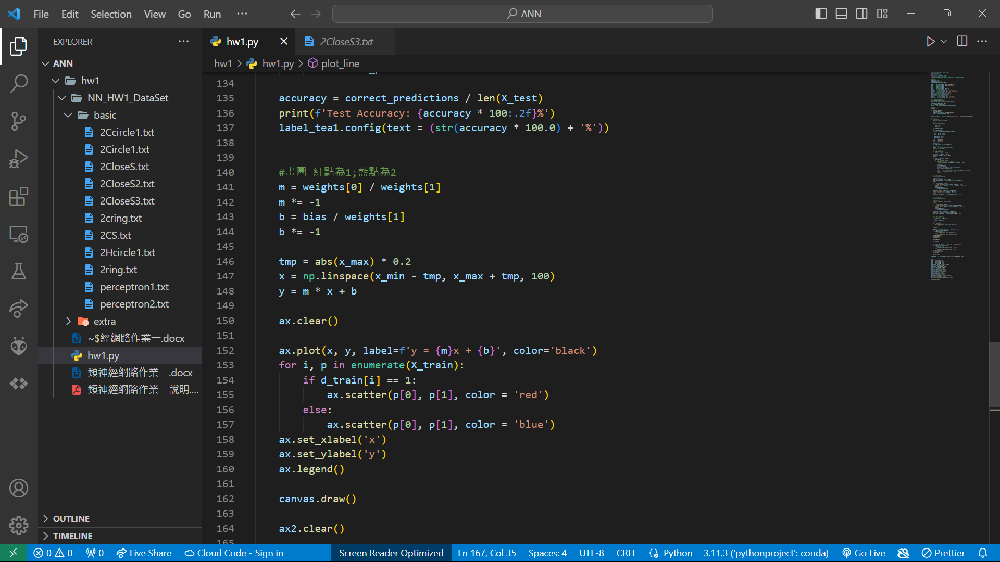 File Edit Selection View Go Run ···
ANN
EXPLORER
ANN
hw1
NN_HW1_DataSet
basic
2Ccircle1.txt
2Circle1.txt
2CloseS.txt
2CloseS2.txt
2CloseS3.txt
2cring.txt
2CS.txt
2Hcircle1.txt
2ring.txt
perceptron1.txt
perceptron2.txt
extra
~$經網路作業一.docx
hw1.py
類神經網路作業一.docx
類神經網路作業一說明....
OUTLINE
TIMELINE
hw1.py 2CloseS3.txt
hw1 > hw1.py > plot_line
134
135 accuracy = correct_predictions / len(X_test)
136 print(f'Test Accuracy: {accuracy * 100:.2f}%')
137 label_tea1.config(text = (str(accuracy * 100.0) + '%'))
138
139
140 #畫圖 紅點為1;藍點為2
141 m = weights[0] / weights[1]
142 m *= -1
143 b = bias / weights[1]
144 b *= -1
145
146 tmp = abs(x_max) * 0.2
147 x = np.linspace(x_min - tmp, x_max + tmp, 100)
148 y = m * x + b
149
150 ax.clear()
151
152 ax.plot(x, y, label=f'y = {m}x + {b}', color='black')
153 for i, p in enumerate(X_train):
154 if d_train[i] == 1:
155 ax.scatter(p[0], p[1], color = 'red')
156 else:
157 ax.scatter(p[0], p[1], color = 'blue')
158 ax.set_xlabel('x')
159 ax.set_ylabel('y')
160 ax.legend()
161
162 canvas.draw()
163
164 ax2.clear()
165
0 0 0 Live Share Cloud Code - Sign in Screen Reader Optimized Ln 167, Col 35 Spaces: 4 UTF-8 CRLF Python 3.11.3 ('pythonproject': conda) Go Live Prettier